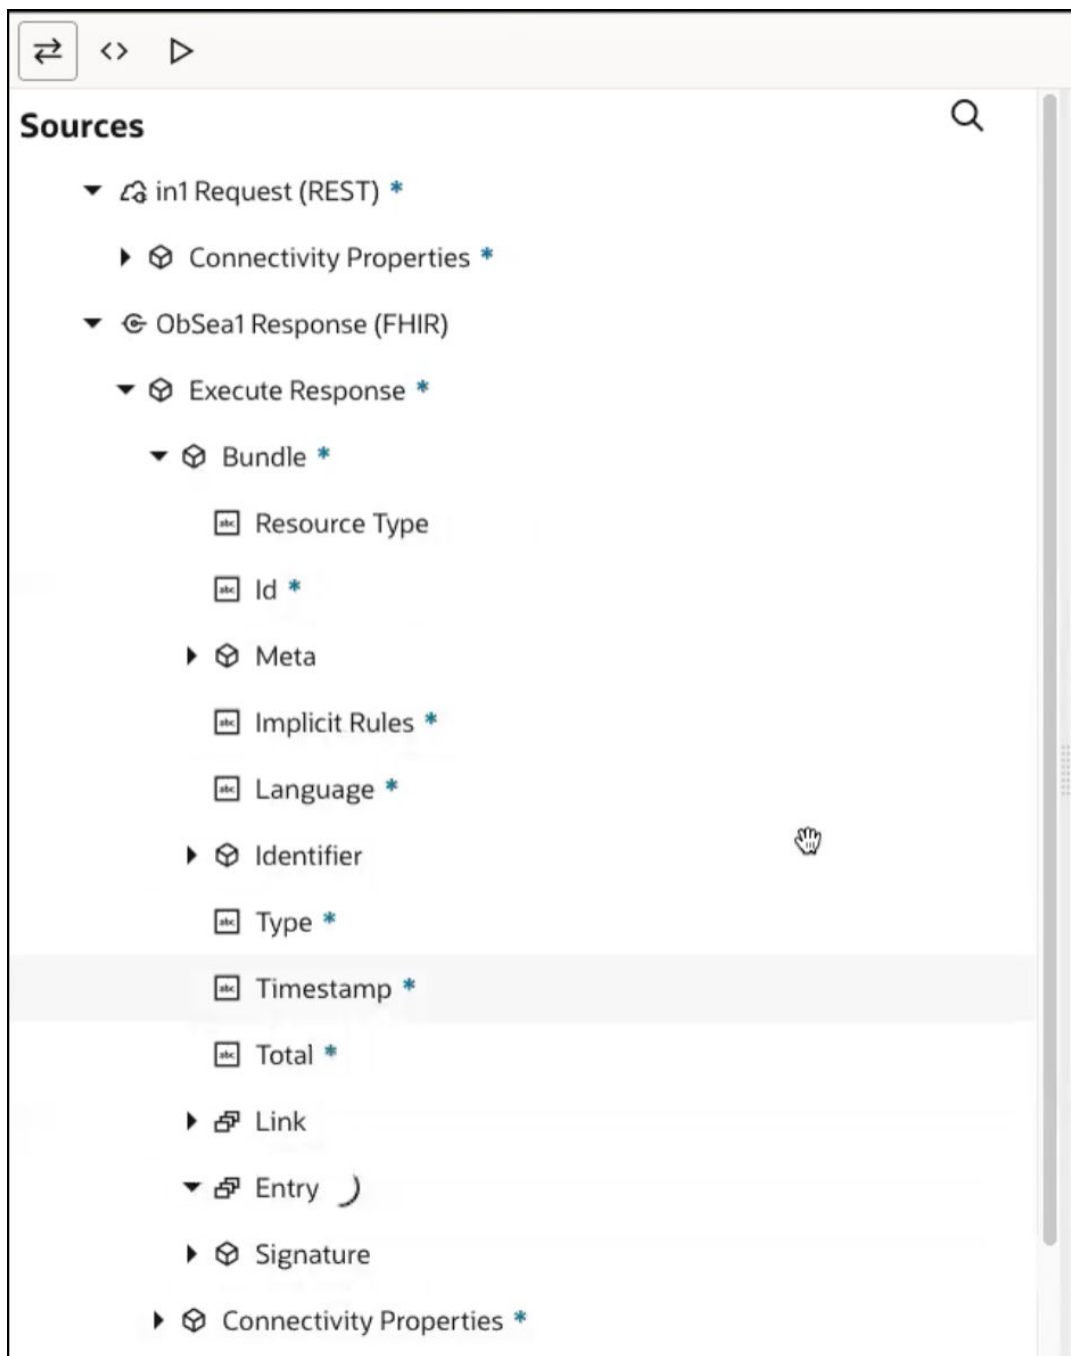 Sources
in1 Request (REST) *
Connectivity Properties *
ObSea1 Response (FHIR)
Execute Response *
Bundle *
Resource Type
Id *
Meta
Implicit Rules *
Language *
Identifier
Type *
Timestamp *
Total *
Link
Entry
Signature
Connectivity Properties *